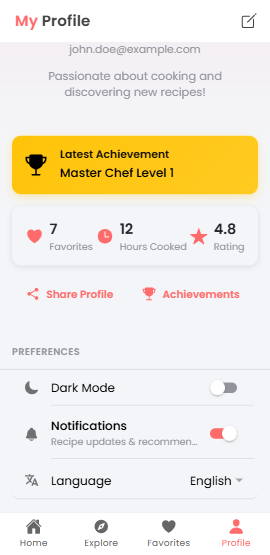 My Profile
john.doe@example.com
Passionate about cooking and
discovering new recipes!
Latest Achievement
Master Chef Level 1
7
Favorites
12
Hours Cooked
4.8
Rating
Share Profile
Achievements
PREFERENCES
Dark Mode
Notifications
Recipe updates & recommen...
Language
English
Home
Explore
Favorites
Profile